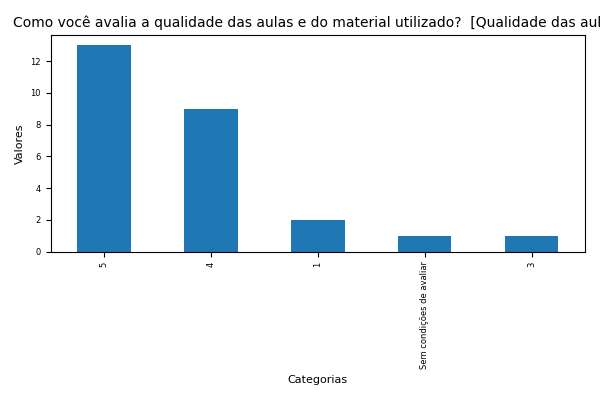 Como você avalia a qualidade das aulas e do material utilizado?  [Qualidade das aul
Valores
12
10
8
6
4
2
0
5
4
1
Sem condições de avaliar
3
Categorias